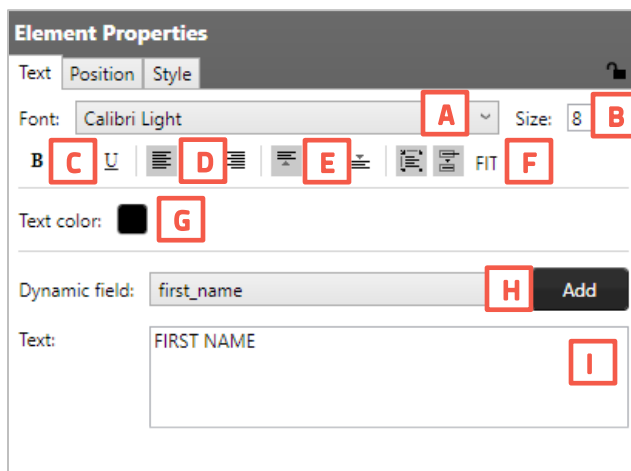 Element Properties
Text Position Style
Font: Calibri Light A Size: 8 B
B C U D E FIT F
Text color: G
Dynamic field: first_name H Add
Text: FIRST NAME I